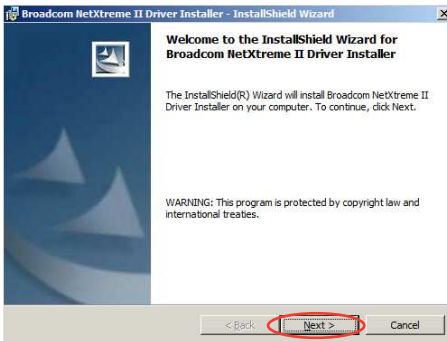 Broadcom NetXtreme II Driver Installer - InstallShield Wizard
Welcome to the InstallShield Wizard for
Broadcom NetXtreme II Driver Installer
The InstallShield(R) Wizard will install Broadcom NetXtreme II
Driver Installer on your computer. To continue, click Next.
WARNING: This program is protected by copyright law and
international treaties.
< Back Next > Cancel